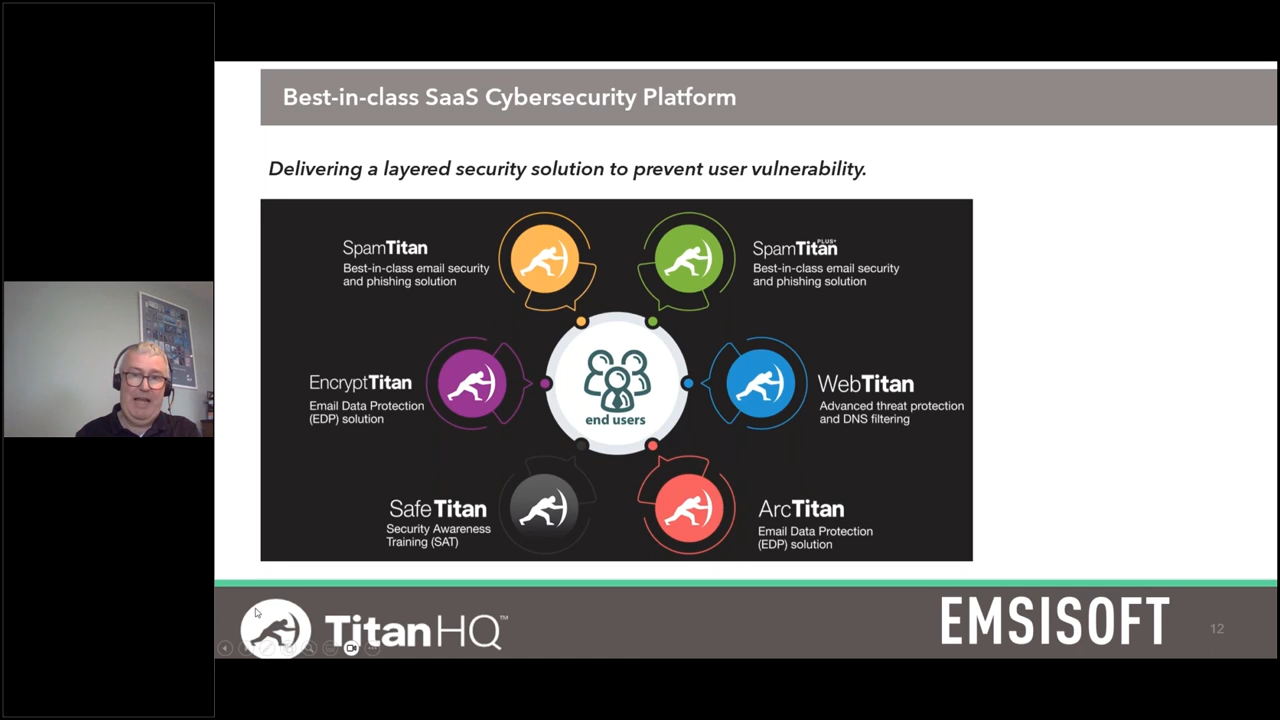 Best-in-class SaaS Cybersecurity Platform
Delivering a layered security solution to prevent user vulnerability.
SpamTitan
Best-in-class email security
and phishing solution
SpamTitan PLUS+
Best-in-class email security
and phishing solution
EncryptTitan
Email Data Protection
(EDP) solution
end users
WebTitan
Advanced threat protection
and DNS filtering
SafeTitan
Security Awareness
Training (SAT)
ArcTitan
Email Data Protection
(EDP) solution
TitanHQ™
EMSISOFT
12